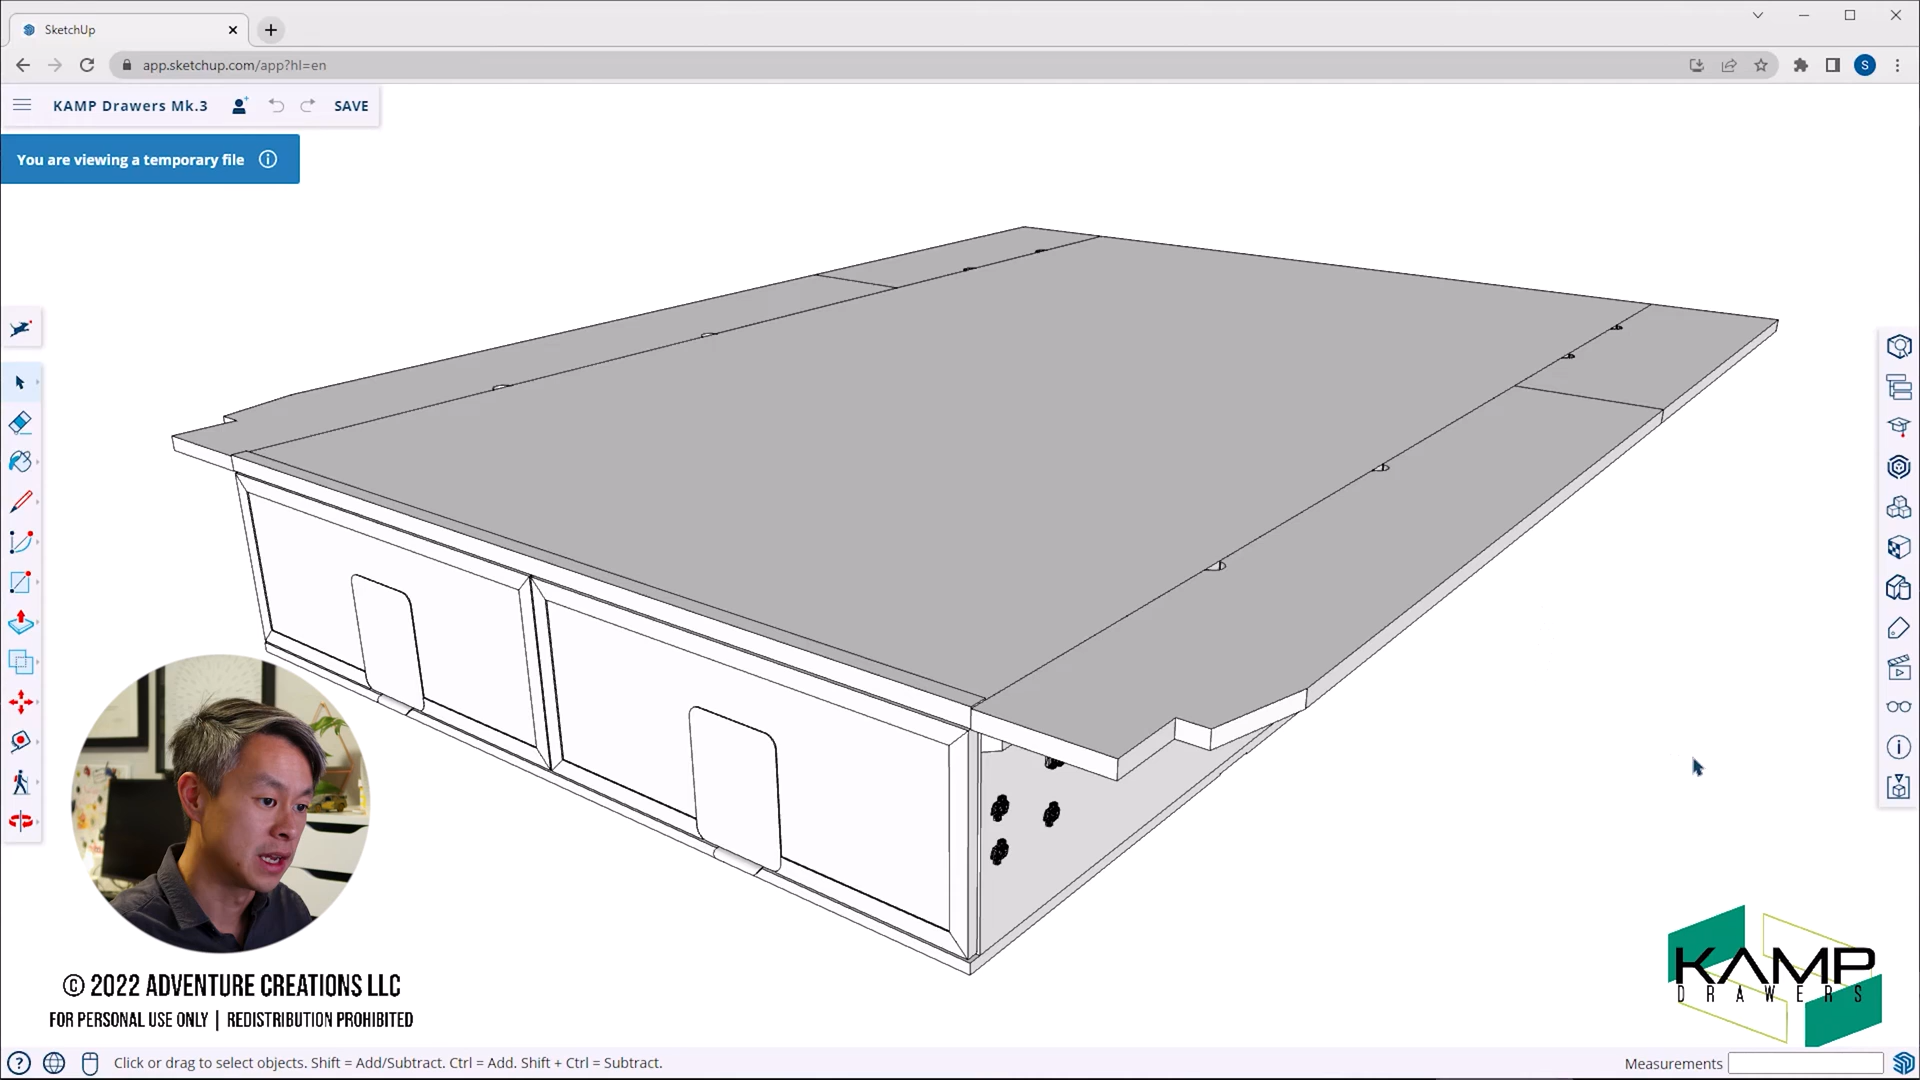 SketchUp
app.sketchup.com/app?hl=en
S
KAMP Drawers Mk.3
SAVE
You are viewing a temporary file
© 2022 ADVENTURE CREATIONS LLC
FOR PERSONAL USE ONLY | REDISTRIBUTION PROHIBITED
KAMP
DRAWERS
Click or drag to select objects. Shift = Add/Subtract. Ctrl = Add. Shift + Ctrl = Subtract.
Measurements